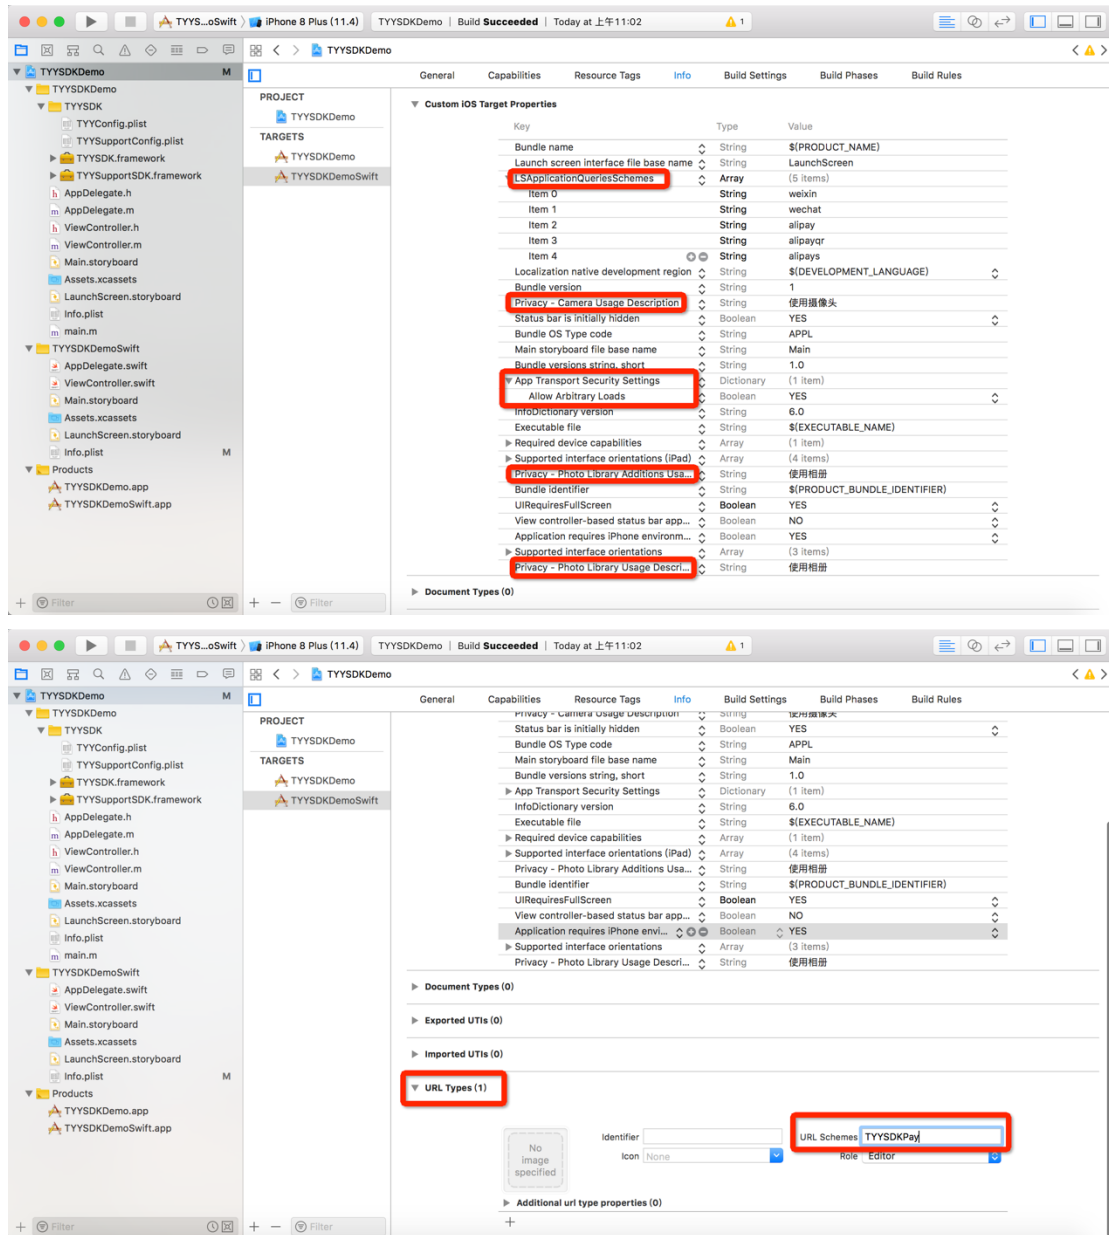 TYYS...oSwift
iPhone 8 Plus (11.4)
TYYSDKDemo | Build Succeeded | Today at 上午11:02
1
TYYSDKDemo
TYYSDKDemo M
TYYSDKDemo
TYYSDK
TYYConfig.plist
TYYSupportConfig.plist
TYYSDK.framework
TYYSupportSDK.framework
AppDelegate.h
AppDelegate.m
ViewController.h
ViewController.m
Main.storyboard
Assets.xcassets
LaunchScreen.storyboard
Info.plist
main.m
TYYSDKDemoSwift
AppDelegate.swift
ViewController.swift
Main.storyboard
Assets.xcassets
LaunchScreen.storyboard
Info.plist M
Products
TYYSDKDemo.app
TYYSDKDemoSwift.app
Filter
PROJECT
TYYSDKDemo
TARGETS
TYYSDKDemo
TYYSDKDemoSwift
Filter
General Capabilities Resource Tags Info Build Settings Build Phases Build Rules
Custom iOS Target Properties
Key Type Value
Bundle name String $(PRODUCT_NAME)
Launch screen interface file base name String LaunchScreen
LSApplicationQueriesSchemes Array (5 items)
Item 0 String weixin
Item 1 String wechat
Item 2 String alipay
Item 3 String alipayqr
Item 4 String alipays
Localization native development region String $(DEVELOPMENT_LANGUAGE)
Bundle version String 1
Privacy - Camera Usage Description String 使用摄像头
Status bar is initially hidden Boolean YES
Bundle OS Type code String APPL
Main storyboard file base name String Main
Bundle versions string, short String 1.0
App Transport Security Settings Dictionary (1 item)
Allow Arbitrary Loads Boolean YES
InfoDictionary version String 6.0
Executable file String $(EXECUTABLE_NAME)
Required device capabilities Array (1 item)
Supported interface orientations (iPad) Array (4 items)
Privacy - Photo Library Additions Usa... String 使用相册
Bundle identifier String $(PRODUCT_BUNDLE_IDENTIFIER)
UIRequiresFullScreen Boolean YES
View controller-based status bar app... Boolean NO
Application requires iPhone environm... Boolean YES
Supported interface orientations Array (3 items)
Privacy - Photo Library Usage Descri... String 使用相册
Document Types (0)
TYYS...oSwift
iPhone 8 Plus (11.4)
TYYSDKDemo | Build Succeeded | Today at 上午11:02
1
TYYSDKDemo
TYYSDKDemo M
TYYSDKDemo
TYYSDK
TYYConfig.plist
TYYSupportConfig.plist
TYYSDK.framework
TYYSupportSDK.framework
AppDelegate.h
AppDelegate.m
ViewController.h
ViewController.m
Main.storyboard
Assets.xcassets
LaunchScreen.storyboard
Info.plist
main.m
TYYSDKDemoSwift
AppDelegate.swift
ViewController.swift
Main.storyboard
Assets.xcassets
LaunchScreen.storyboard
Info.plist M
Products
TYYSDKDemo.app
TYYSDKDemoSwift.app
Filter
PROJECT
TYYSDKDemo
TARGETS
TYYSDKDemo
TYYSDKDemoSwift
Filter
General Capabilities Resource Tags Info Build Settings Build Phases Build Rules
Privacy - Camera Usage Description String 使用摄像头
Status bar is initially hidden Boolean YES
Bundle OS Type code String APPL
Main storyboard file base name String Main
Bundle versions string, short String 1.0
App Transport Security Settings Dictionary (1 item)
InfoDictionary version String 6.0
Executable file String $(EXECUTABLE_NAME)
Required device capabilities Array (1 item)
Supported interface orientations (iPad) Array (4 items)
Privacy - Photo Library Additions Usa... String 使用相册
Bundle identifier String $(PRODUCT_BUNDLE_IDENTIFIER)
UIRequiresFullScreen Boolean YES
View controller-based status bar app... Boolean NO
Application requires iPhone envi... Boolean YES
Supported interface orientations Array (3 items)
Privacy - Photo Library Usage Descri... String 使用相册
Document Types (0)
Exported UTIs (0)
Imported UTIs (0)
URL Types (1)
No image specified
Identifier
URL Schemes TYYSDKPay
Icon None
Role Editor
Additional url type properties (0)